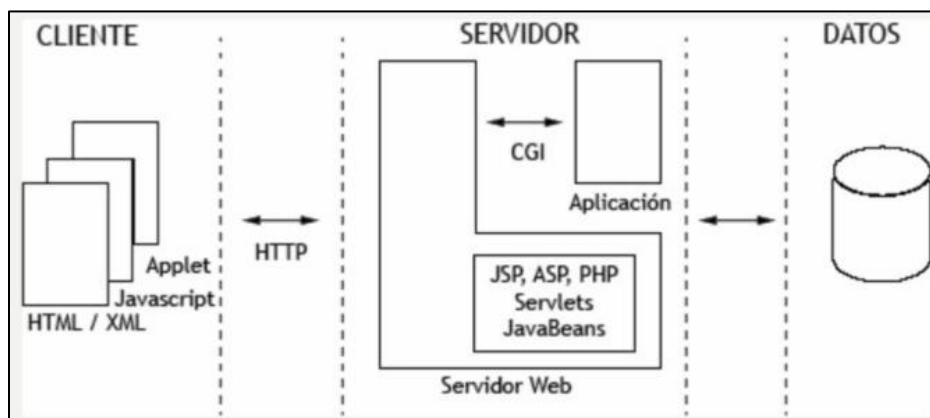 CLIENTE
SERVIDOR
DATOS
CGI
Aplicación
HTTP
Applet
Javascript
HTML / XML
JSP, ASP, PHP
Servlets
JavaBeans
Servidor Web